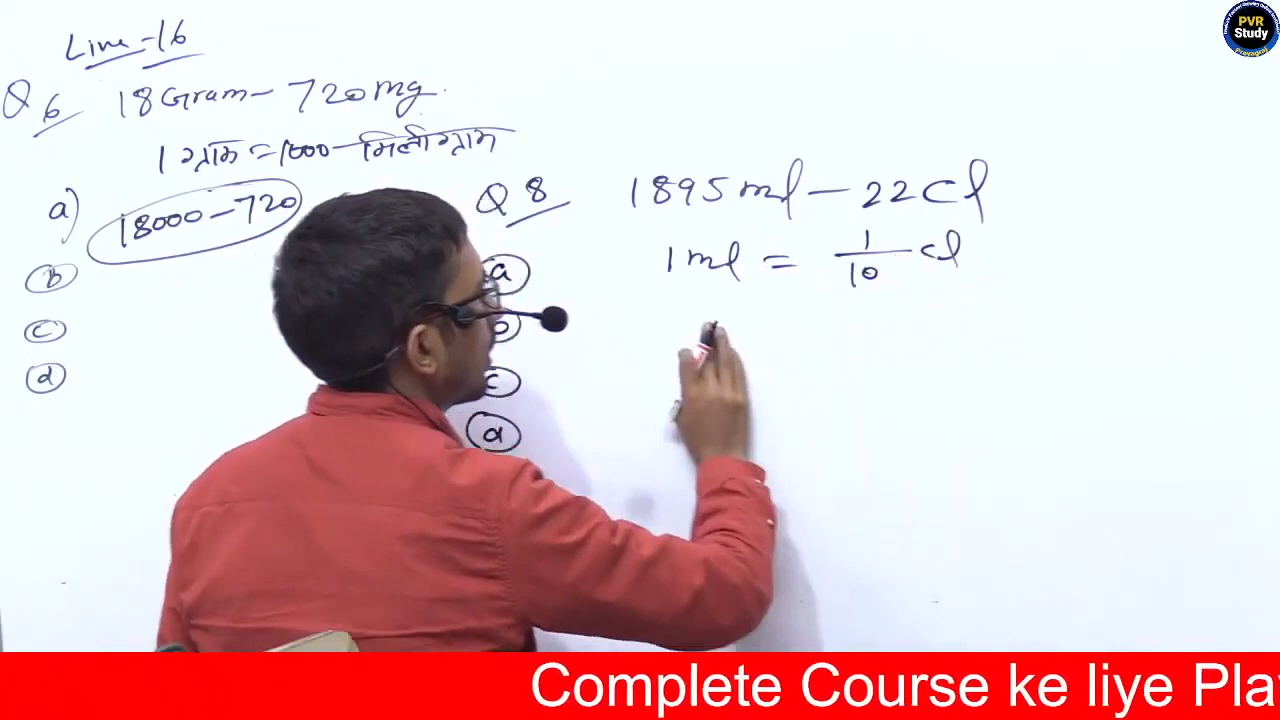 Line-16
Q 6 18 Gram - 720 mg.
1 ग्राम = 1000 मिलीग्राम
a) 18000 - 720
b
c
d
Q 8 1895 ml - 22 Cl
1 ml = 1/10 cl
a
b
c
d
PVR
Study
Prayagraj
Complete Course ke liye Pla